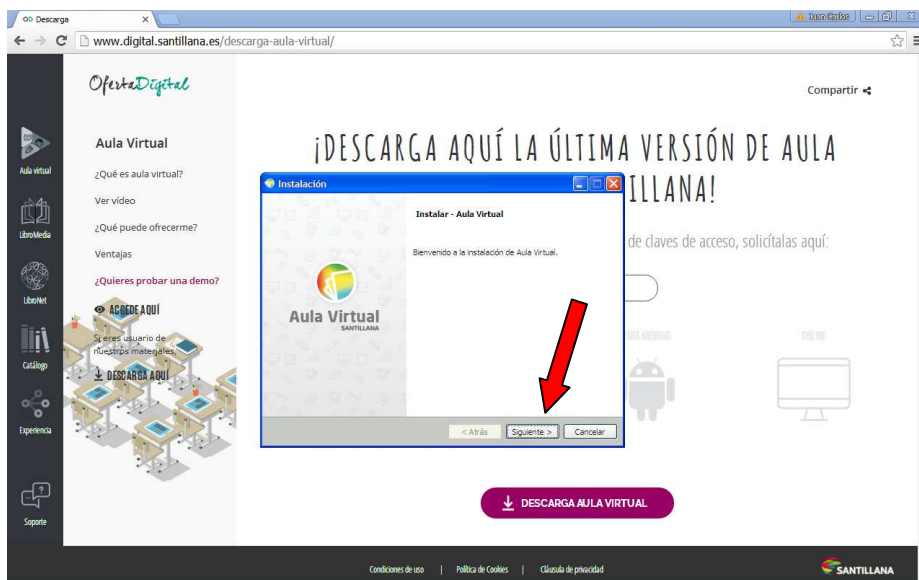 Descarga
Juan Carlos
www.digital.santillana.es/descarga-aula-virtual/
OfertaDigital
Compartir
Aula virtual
LibroMedia
LibroNet
Catálogo
Experiencia
Soporte
Aula Virtual
¿Qué es aula virtual?
Ver vídeo
¿Qué puede ofrecerme?
Ventajas
¿Quieres probar una demo?
ACCEDE AQUÍ
Si eres usuario de
nuestros materiales,
DESCARGA AQUÍ
¡DESCARGA AQUÍ LA ÚLTIMA VERSIÓN DE AULA
ILLANA!
de claves de acceso, solicítalas aquí:
Instalación
Instalar - Aula Virtual
Bienvenido a la instalación de Aula Virtual.
Aula Virtual
SANTILLANA
< Atrás
Siguiente >
Cancelar
ANDROID
ONLINE
DESCARGA AULA VIRTUAL
Condiciones de uso | Política de Cookies | Cláusula de privacidad
SANTILLANA